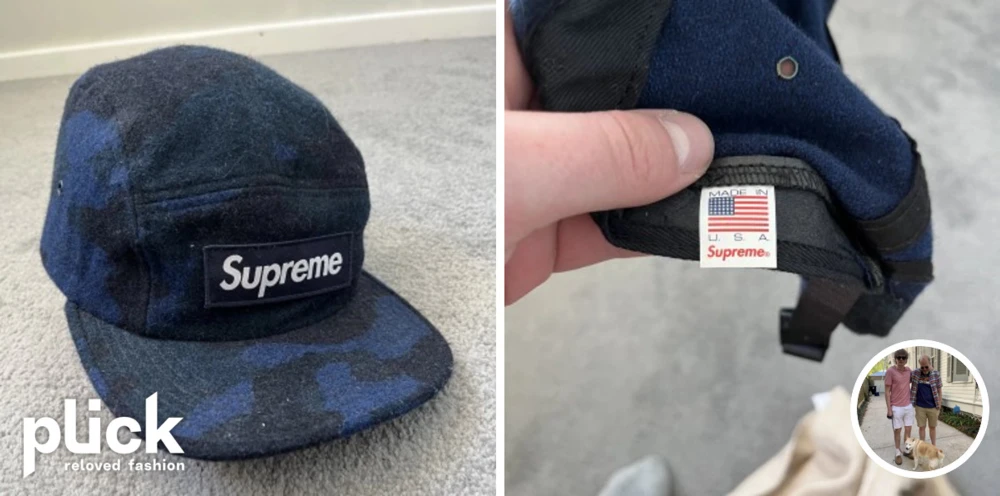 Supreme
plick
reloved fashion
MADE IN
U. S. A.
Supreme®